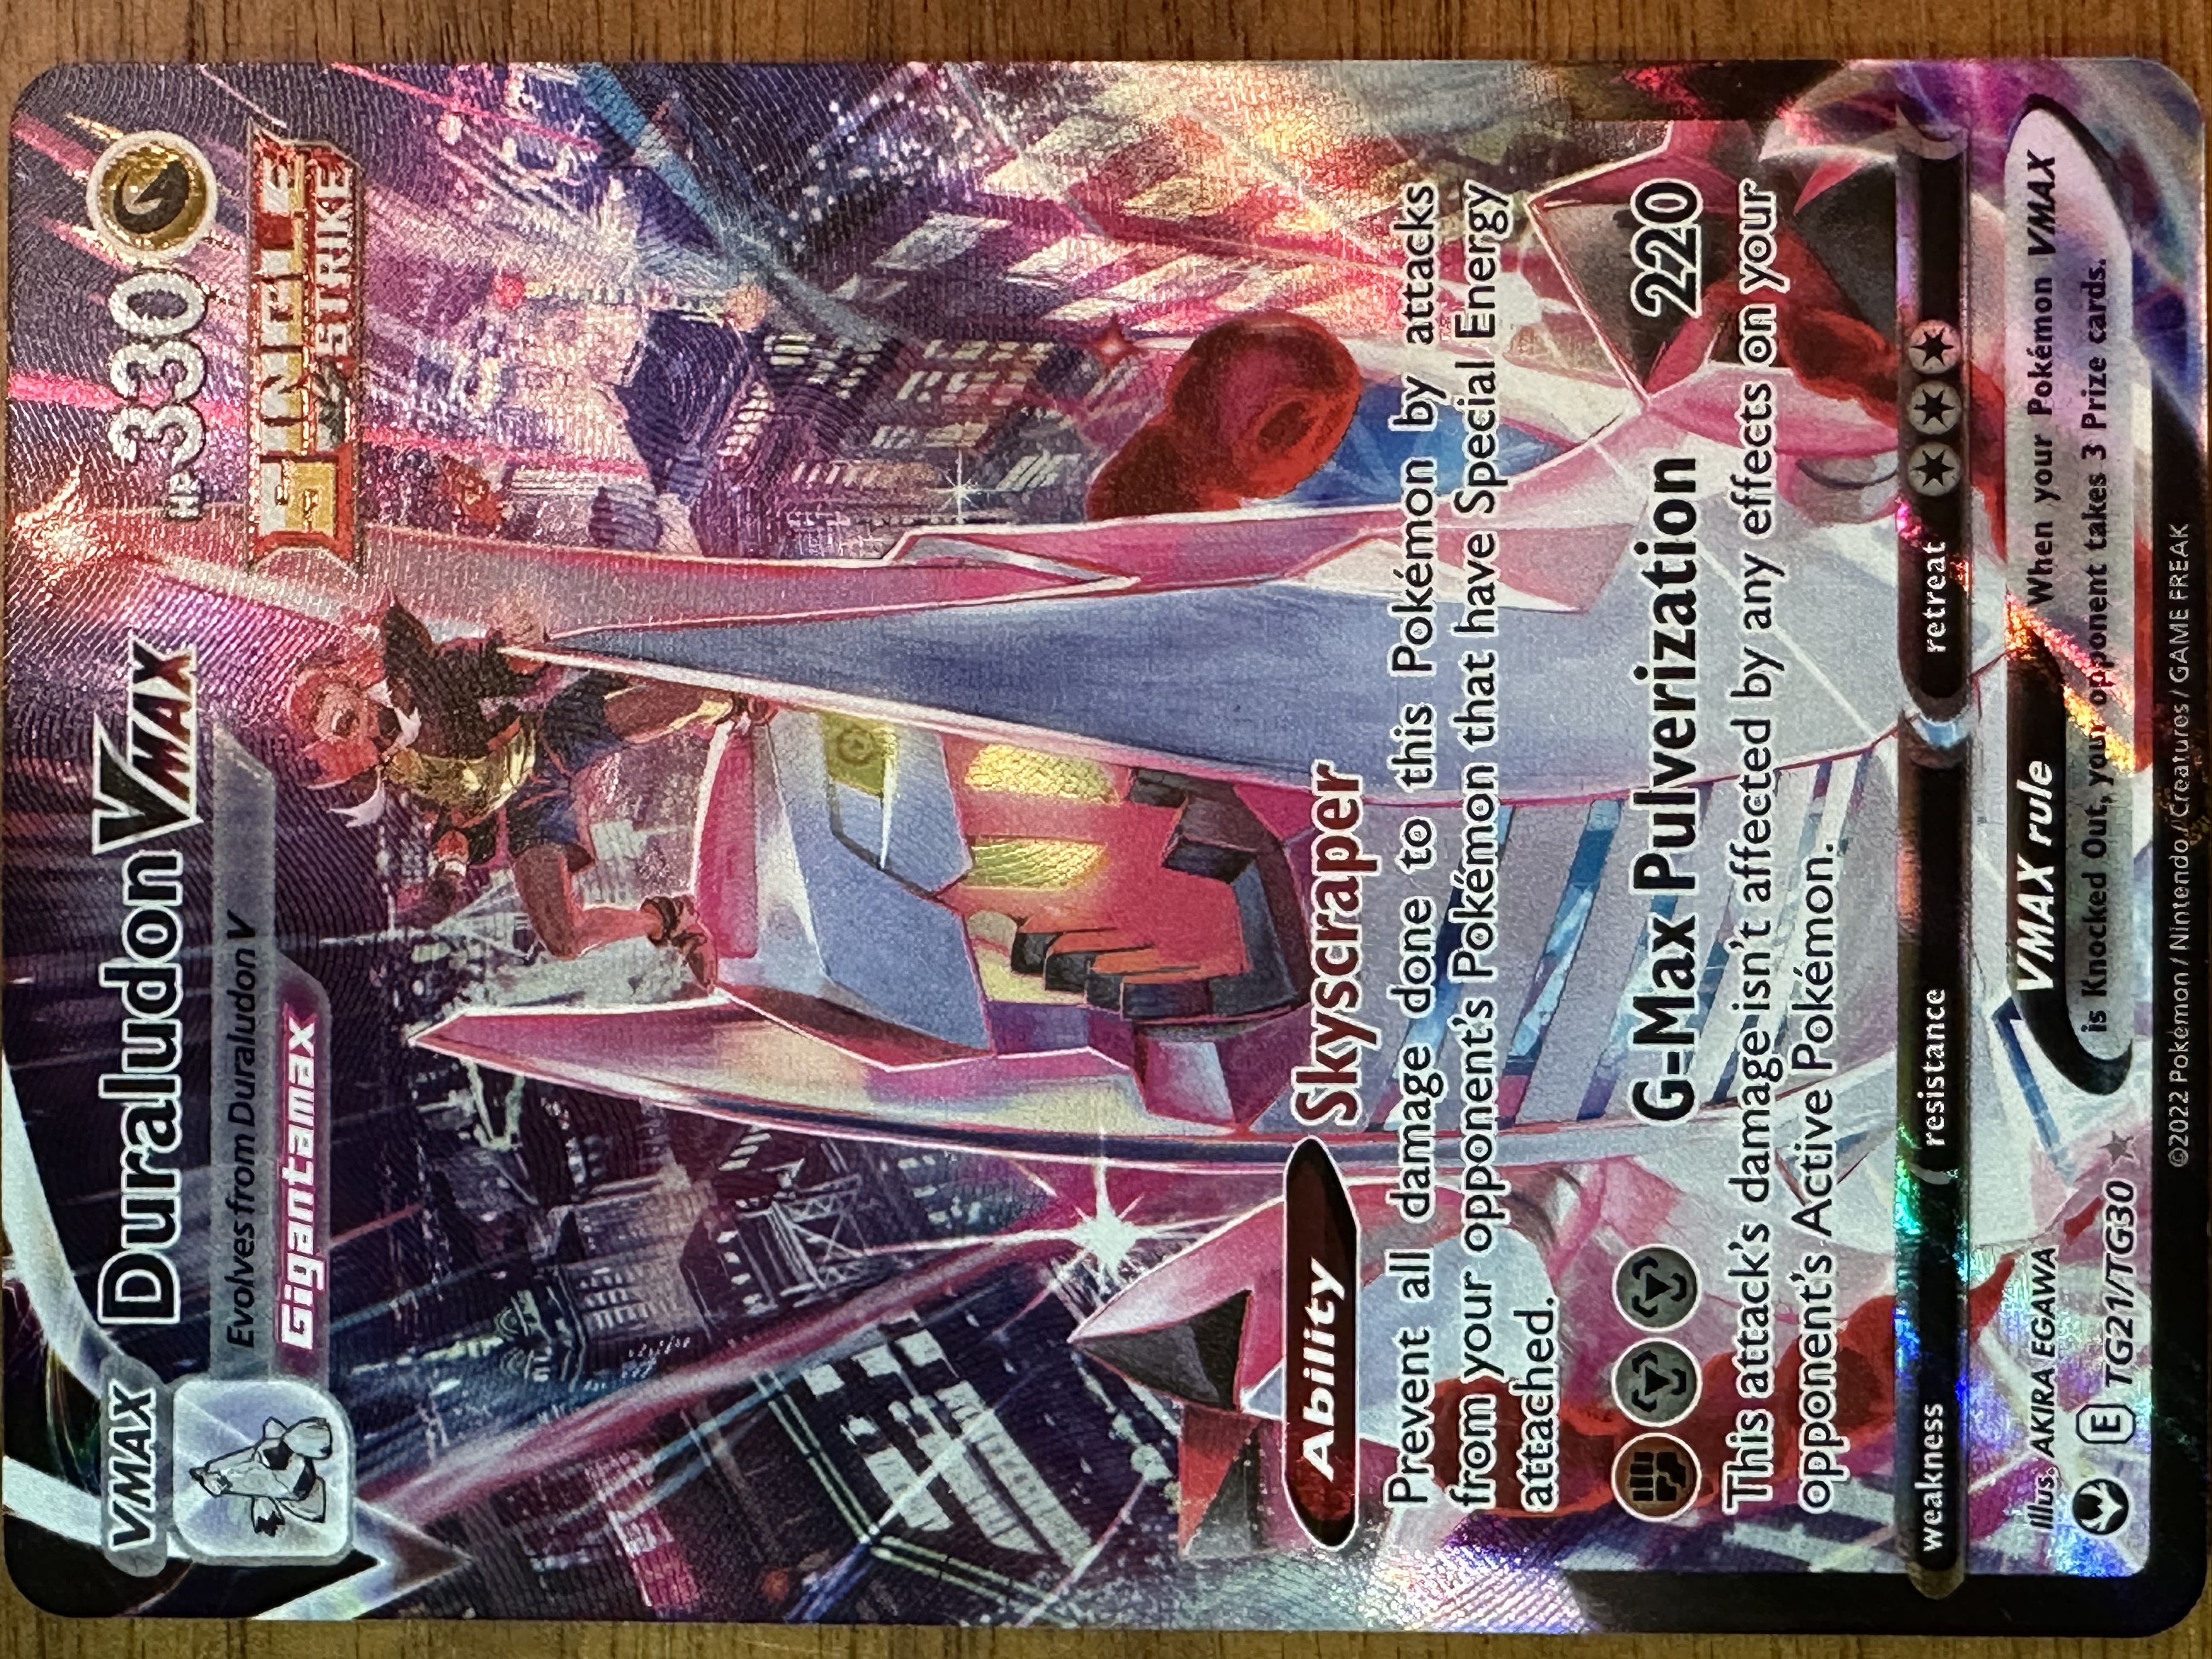 VMAX
Duraludon VMAX HP 330
Evolves from Duraludon V
Gigantamax
SINGLE
STRIKE
Ability Skyscraper
Prevent all damage done to this Pokémon by attacks
from your opponent's Pokémon that have Special Energy
attached.
G-Max Pulverization 220
This attack's damage isn't affected by any effects on your
opponent's Active Pokémon.
weakness resistance retreat
Illus. AKIRA EGAWA
VMAX rule When your Pokémon VMAX
is Knocked Out, your opponent takes 3 Prize cards.
E TG21/TG30
©2022 Pokémon / Nintendo / Creatures / GAME FREAK